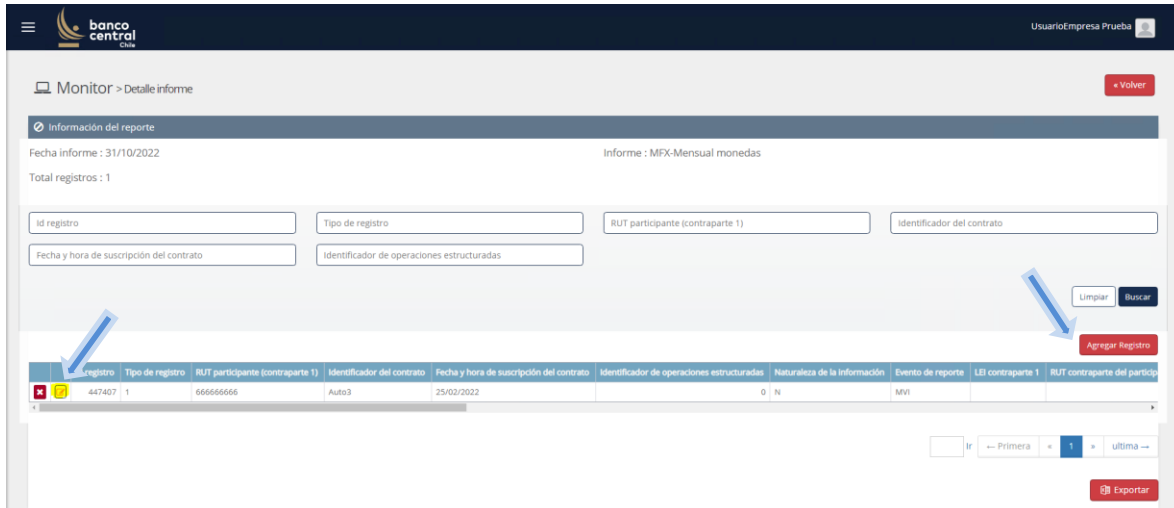 banco
central
Chile
UsuarioEmpresa Prueba
Monitor > Detalle informe
« Volver
Información del reporte
Fecha informe : 31/10/2022
Informe : MFX-Mensual monedas
Total registros : 1
Id registro
Tipo de registro
RUT participante (contraparte 1)
Identificador del contrato
Fecha y hora de suscripción del contrato
Identificador de operaciones estructuradas
Limpiar
Buscar
Agregar Registro
registro Tipo de registro RUT participante (contraparte 1) Identificador del contrato Fecha y hora de suscripción del contrato Identificador de operaciones estructuradas Naturaleza de la información Evento de reporte LEI contraparte 1 RUT contraparte del particip
447407 1 666666666 Auto3 25/02/2022 0 N MVI
Ir ← Primera « 1 » ultima →
Exportar